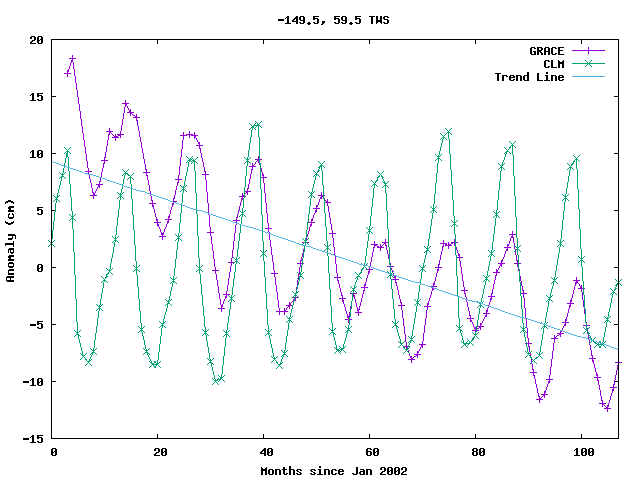 -149.5, 59.5 TWS
GRACE
CLM
Trend Line
20
15
10
5
0
-5
-10
-15
Anomaly (cm)
0 20 40 60 80 100
Months since Jan 2002